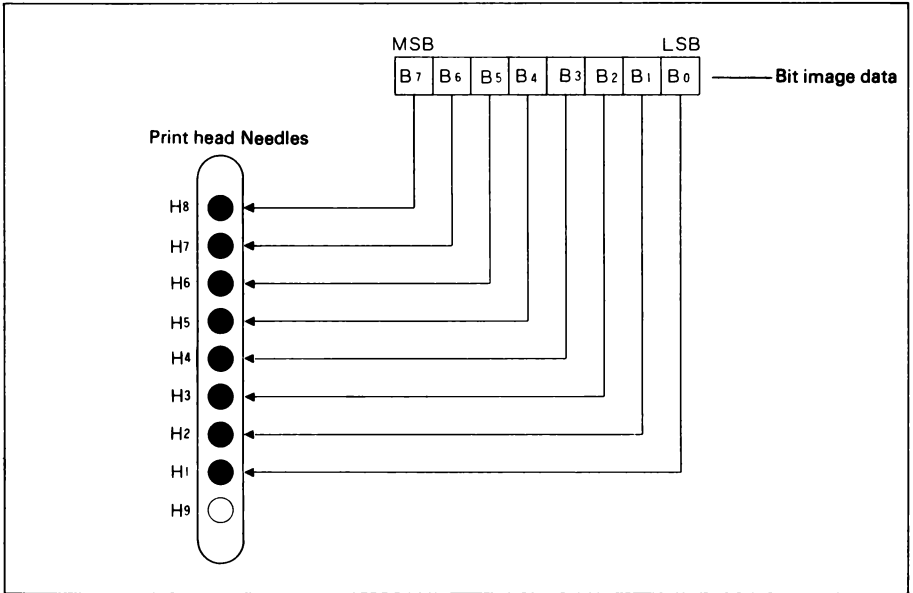 MSB LSB
B7 B6 B5 B4 B3 B2 B1 B0 Bit image data
Print head Needles
H8
H7
H6
H5
H4
H3
H2
H1
H9